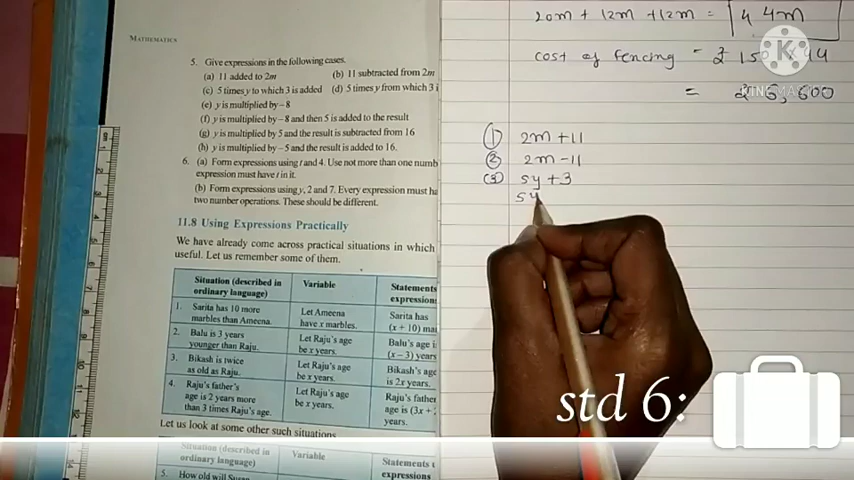 MATHEMATICS
5. Give expressions in the following cases.
(a) 11 added to 2m (b) 11 subtracted from 2m
(c) 5 times y to which 3 is added (d) 5 times y from which 3 i
(e) y is multiplied by –8
(f) y is multiplied by –8 and then 5 is added to the result
(g) y is multiplied by 5 and the result is subtracted from 16
(h) y is multiplied by –5 and the result is added to 16.
6. (a) Form expressions using t and 4. Use not more than one numb
expression must have t in it.
(b) Form expressions using y, 2 and 7. Every expression must ha
two number operations. These should be different.
11.8 Using Expressions Practically
We have already come across practical situations in which
useful. Let us remember some of them.
Situation (described in ordinary language) Variable Statements expression
1. Sarita has 10 more marbles than Ameena. Let Ameena have x marbles. Sarita has (x + 10) mar
2. Balu is 3 years younger than Raju. Let Raju's age be x years. Balu's age i (x – 3) years
3. Bikash is twice as old as Raju. Let Raju's age be x years. Bikash's age is 2x years.
4. Raju's father's age is 2 years more than 3 times Raju's age. Let Raju's age be x years. Raju's father age is (3x + years.
Let us look at some other such situations
Situation (described in ordinary language) Variable Statements expressions
5. How old will Susan
20m + 12m + 12m = 44m
cost of fencing = ₹ 150 × 44
= ₹ 6,600
① 2m + 11
② 2m – 11
(3) 5y + 3
5y
KINEMASTER
std 6: